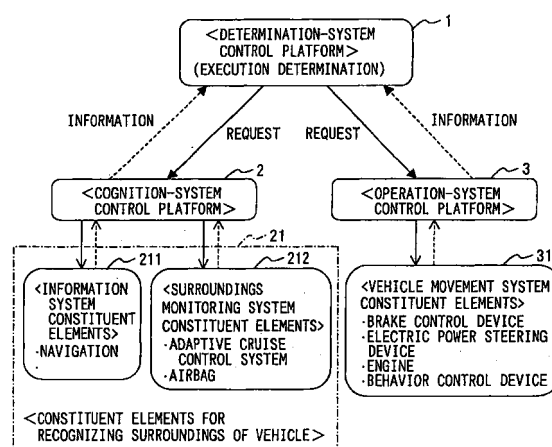 1
<DETERMINATION-SYSTEM
CONTROL PLATFORM>
(EXECUTION DETERMINATION)
INFORMATION
INFORMATION
REQUEST
REQUEST
2
<COGNITION-SYSTEM
CONTROL PLATFORM>
3
<OPERATION-SYSTEM
CONTROL PLATFORM>
21
211
<INFORMATION
SYSTEM
CONSTITUENT
ELEMENTS>
·NAVIGATION
212
<SURROUNDINGS
MONITORING SYSTEM
CONSTITUENT ELEMENTS>
·ADAPTIVE CRUISE
CONTROL SYSTEM
·AIRBAG
31
<VEHICLE MOVEMENT SYSTEM
CONSTITUENT ELEMENTS>
·BRAKE CONTROL DEVICE
·ELECTRIC POWER STEERING
DEVICE
·ENGINE
·BEHAVIOR CONTROL DEVICE
<CONSTITUENT ELEMENTS FOR
RECOGNIZING SURROUNDINGS OF VEHICLE>